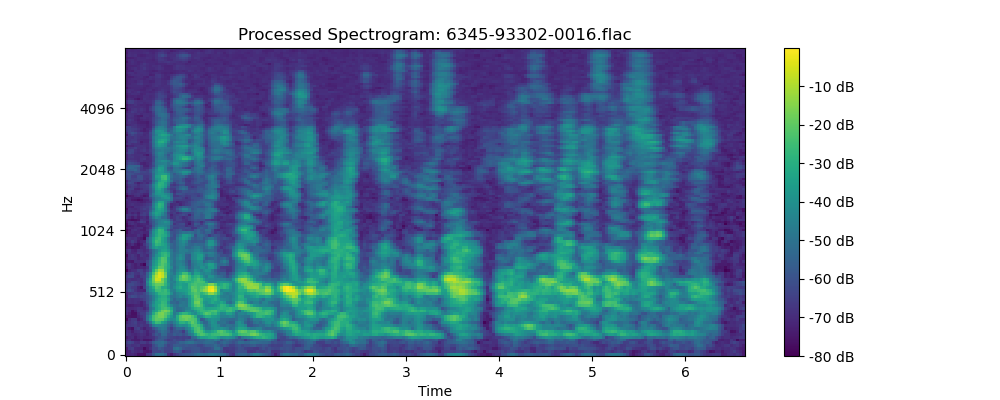 Processed Spectrogram: 6345-93302-0016.flac
Hz
4096
2048
1024
512
0
0 1 2 3 4 5 6
Time
-10 dB
-20 dB
-30 dB
-40 dB
-50 dB
-60 dB
-70 dB
-80 dB